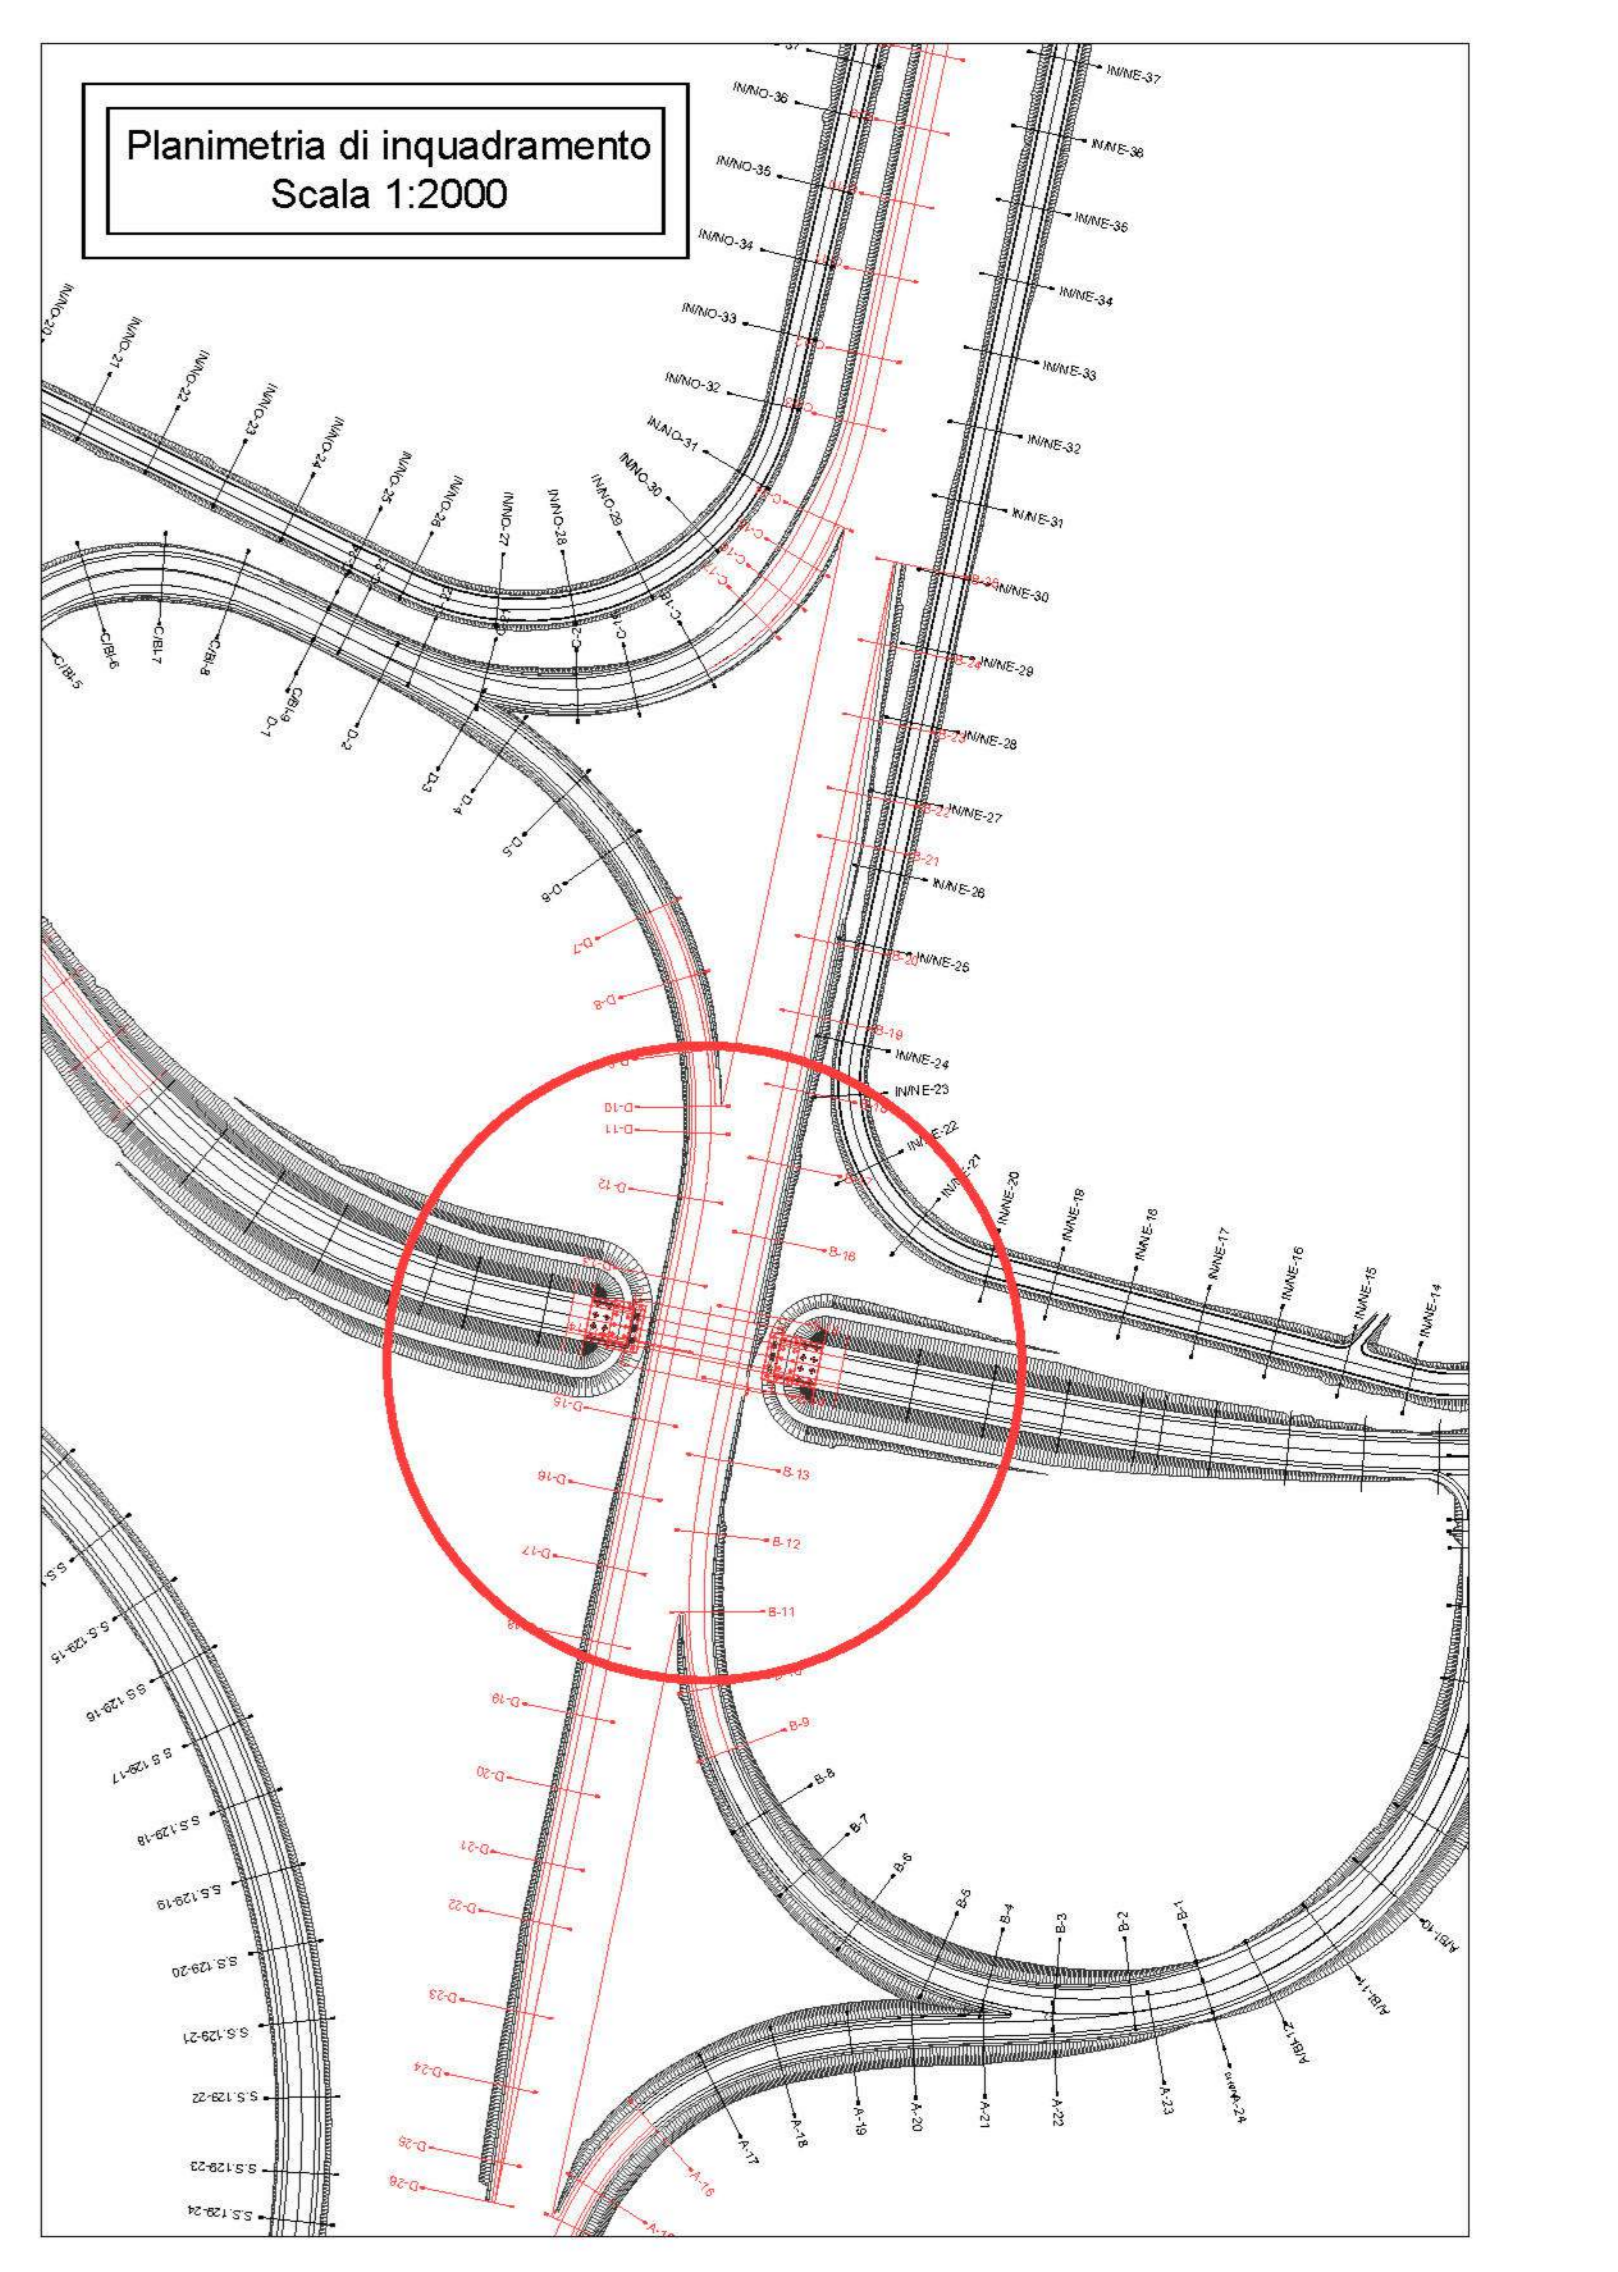 Planimetria di inquadramento
Scala 1:2000
IN/NO-36
IN/NO-35
IN/NO-34
IN/NO-33
IN/NO-32
IN/NO-31
IN/NO-30
IN/NO-29
IN/NO-28
IN/NO-27
IN/NO-26
IN/NO-25
IN/NO-24
IN/NO-23
IN/NO-22
IN/NO-21
IN/NO-20
IN/NE-37
IN/NE-36
IN/NE-35
IN/NE-34
IN/NE-33
IN/NE-32
IN/NE-31
IN/NE-30
IN/NE-29
IN/NE-28
IN/NE-27
IN/NE-26
IN/NE-25
IN/NE-24
IN/NE-23
IN/NE-22
IN/NE-21
IN/NE-20
IN/NE-19
IN/NE-18
IN/NE-17
IN/NE-16
IN/NE-15
IN/NE-14
C/BI-5
C/BI-6
C/BI-7
C/BI-8
C/BI-9
D-1
D-2
D-3
D-4
D-5
D-6
D-7
D-8
D-10
D-11
D-12
D-15
D-16
D-17
D-19
D-20
D-21
D-22
D-23
D-24
D-25
D-26
B-24
B-23
B-22
B-21
B-20
B-19
B-16
B-13
B-12
B-11
B-9
B-8
B-7
B-6
B-5
B-4
B-3
B-2
B-1
A/BI-10
A/BI-11
A/BI-12
A-24
A-23
A-22
A-21
A-20
A-19
A-18
A-17
A-16
S.S.129-15
S.S.129-16
S.S.129-17
S.S.129-18
S.S.129-19
S.S.129-20
S.S.129-21
S.S.129-22
S.S.129-23
S.S.129-24